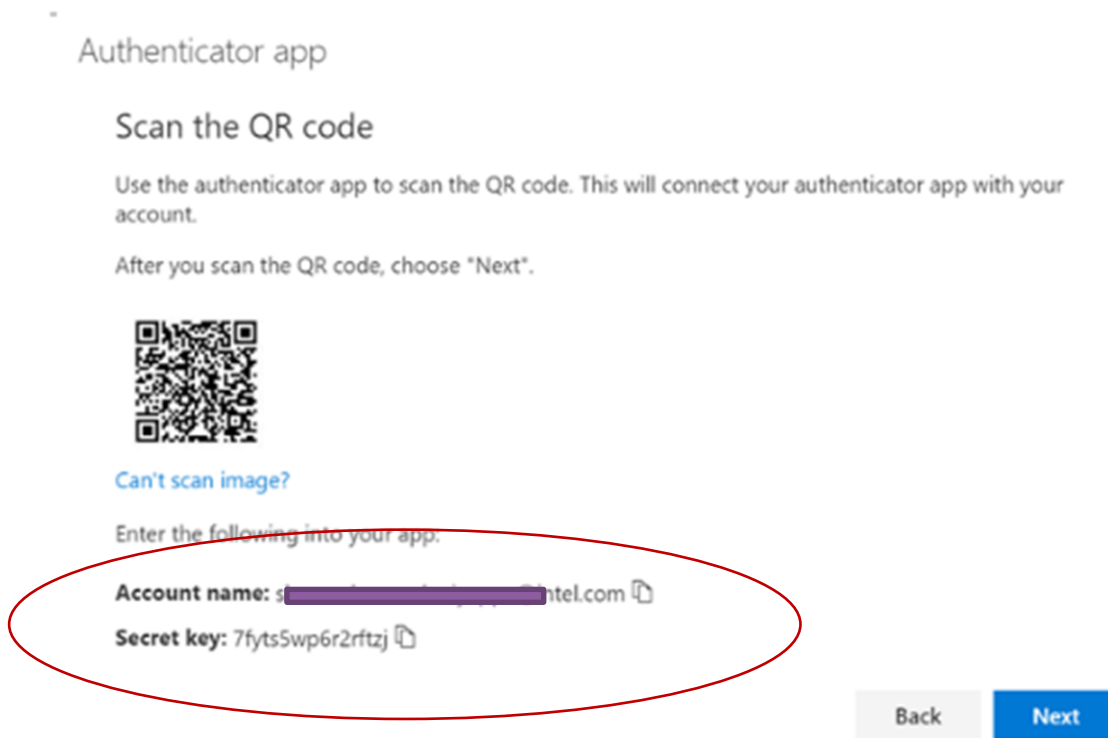 Authenticator app
Scan the QR code
Use the authenticator app to scan the QR code. This will connect your authenticator app with your
account.
After you scan the QR code, choose "Next".
Can't scan image?
Enter the following into your app:
Account name: ntel.com
Secret key: 7fyts5wp6r2rftzj
Back Next